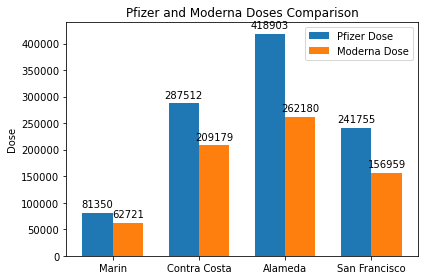 Pfizer and Moderna Doses Comparison
Pfizer Dose
Moderna Dose
Dose
400000
350000
300000
250000
200000
150000
100000
50000
0
81350
62721
287512
209179
418903
262180
241755
156959
Marin
Contra Costa
Alameda
San Francisco